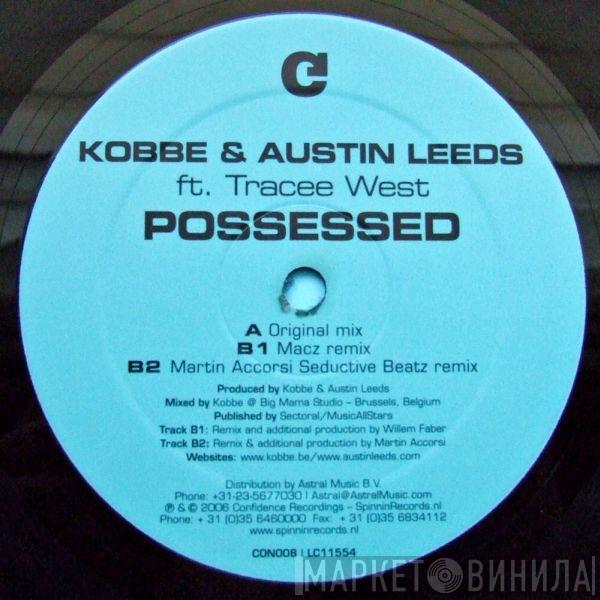 C
KOBBE & AUSTIN LEEDS
ft. Tracee West
POSSESSED
A Original mix
B1 Macz remix
B2 Martin Accorsi Seductive Beatz remix
Produced by Kobbe & Austin Leeds
Mixed by Kobbe @ Big Mama Studio - Brussels, Belgium
Published by Sectoral/MusicAllStars
Track B1: Remix and additional production by Willem Faber
Track B2: Remix & additional production by Martin Accorsi
Websites: www.kobbe.be/www.austinleeds.com
Distribution by Astral Music B.V.
Phone: +31-23-5677030 | Astral@AstralMusic.com
℗ & © 2006 Confidence Recordings - SpinninRecords.nl
Phone: + 31 (0)35 6460000 Fax: + 31 (0)35 6834112
www.spinninrecords.nl
CON008 | LC11554
МАРКЕТ ВИНИЛА